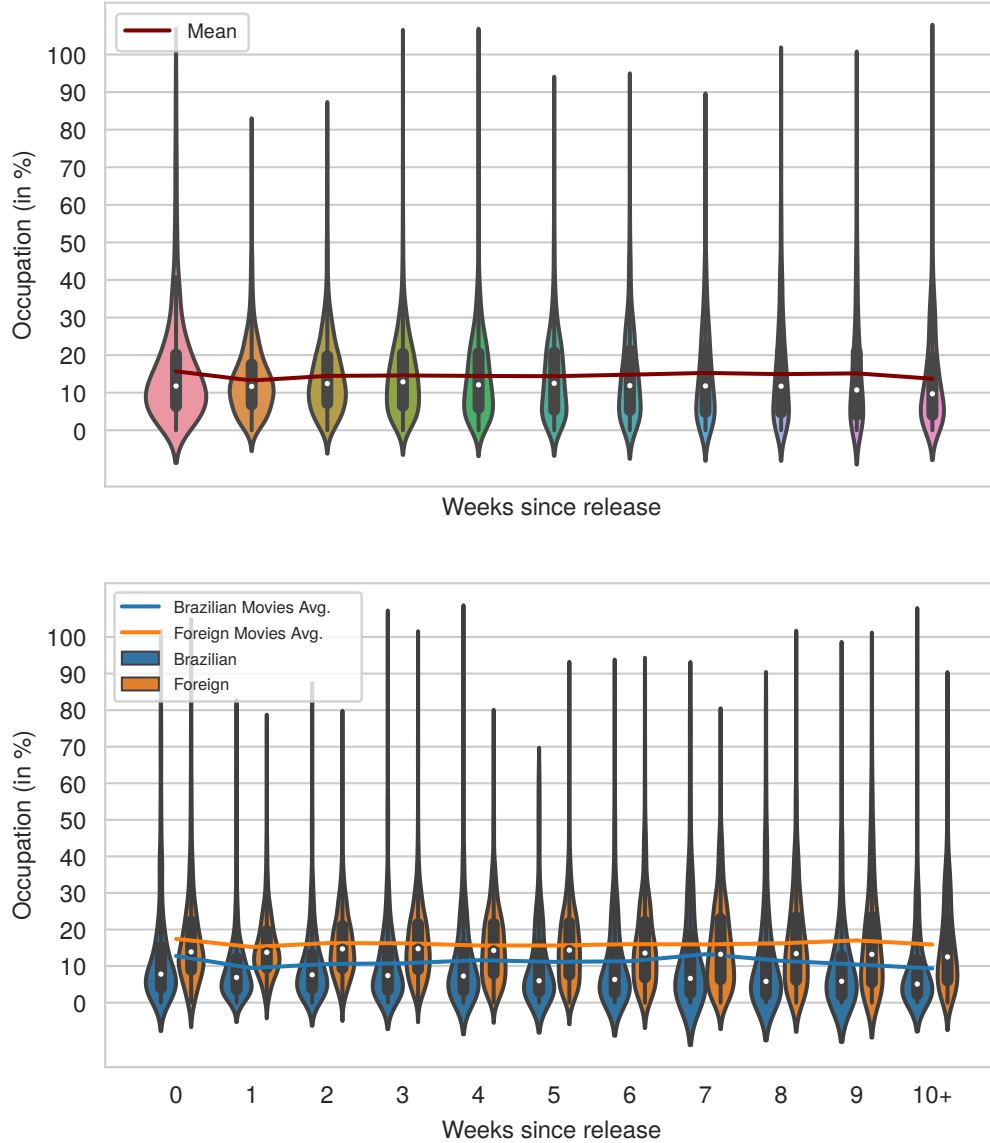 Mean
100
90
80
70
60
50
40
30
20
10
0
Occupation (in %)
Weeks since release
Brazilian Movies Avg.
Foreign Movies Avg.
Brazilian
Foreign
100
90
80
70
60
50
40
30
20
10
0
Occupation (in %)
0 1 2 3 4 5 6 7 8 9 10+
Weeks since release